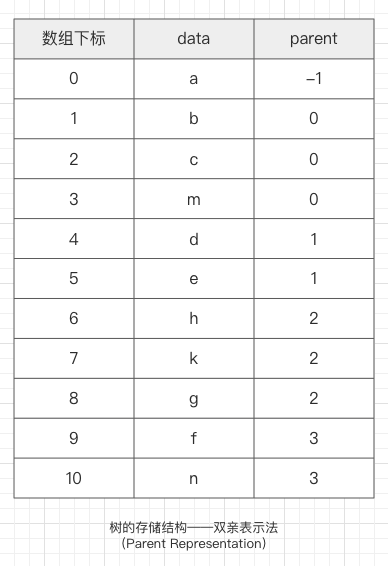 数组下标 data parent
0 a -1
1 b 0
2 c 0
3 m 0
4 d 1
5 e 1
6 h 2
7 k 2
8 g 2
9 f 3
10 n 3
树的存储结构——双亲表示法
（Parent Representation）